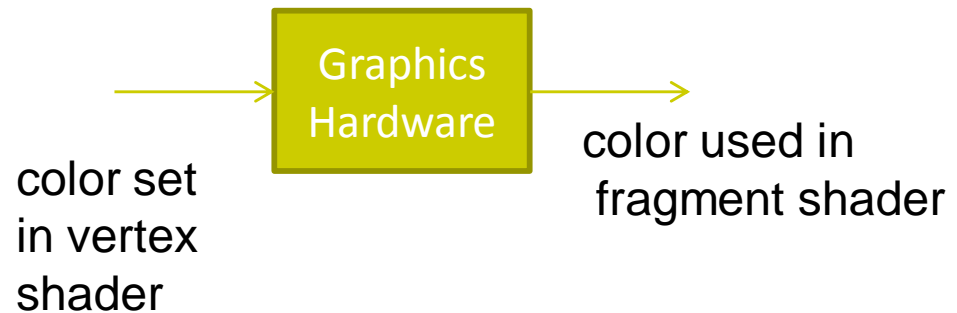 Graphics
Hardware
color set
in vertex
shader
color used in
fragment shader